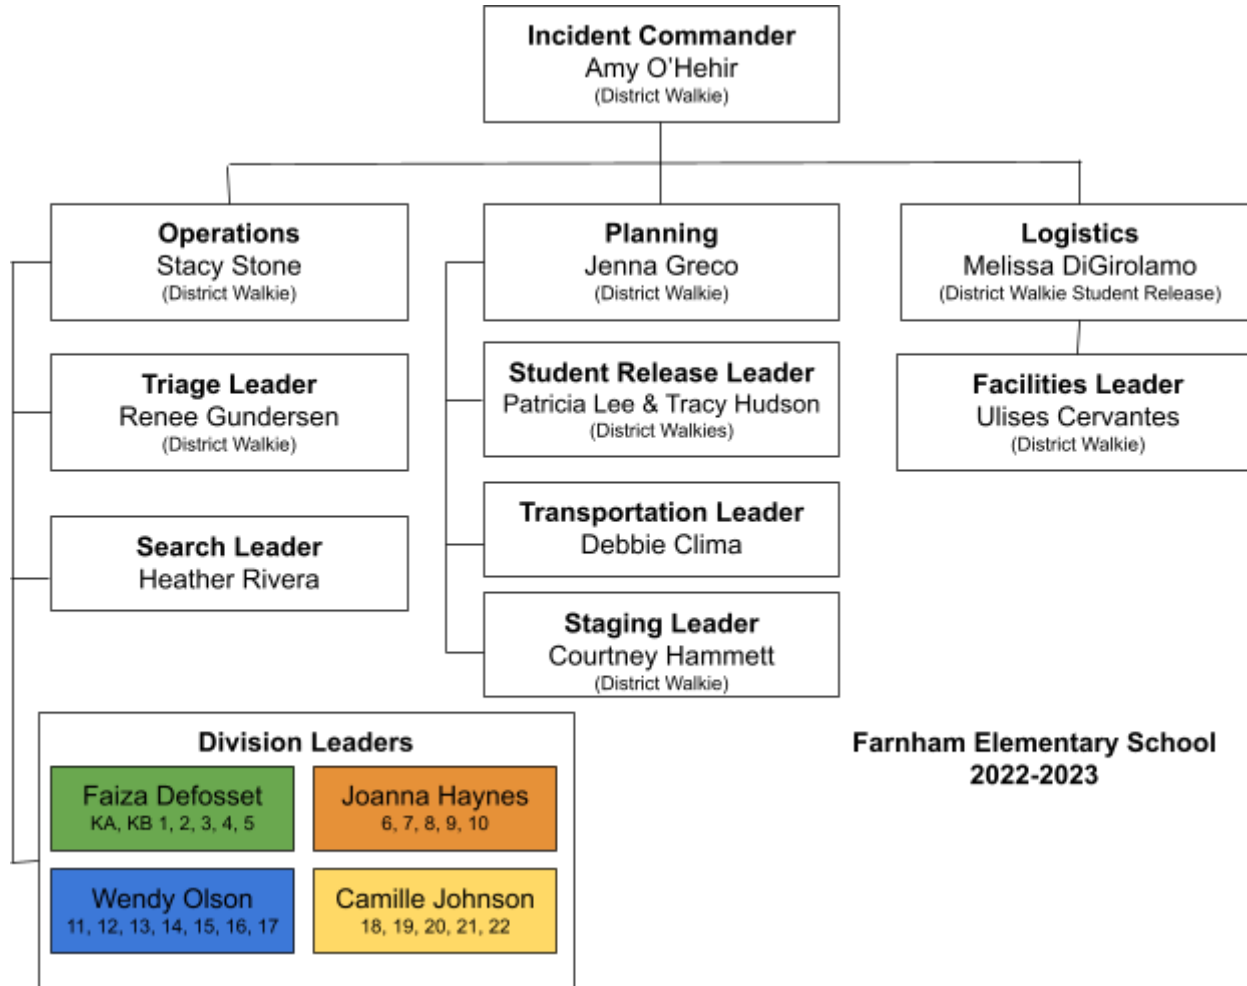 Incident Commander
Amy O'Hehir
(District Walkie)
Operations
Stacy Stone
(District Walkie)
Planning
Jenna Greco
(District Walkie)
Logistics
Melissa DiGirolamo
(District Walkie Student Release)
Triage Leader
Renee Gundersen
(District Walkie)
Student Release Leader
Patricia Lee & Tracy Hudson
(District Walkies)
Facilities Leader
Ulises Cervantes
(District Walkie)
Search Leader
Heather Rivera
Transportation Leader
Debbie Clima
Staging Leader
Courtney Hammett
(District Walkie)
Division Leaders
Faiza Defosset
KA, KB 1, 2, 3, 4, 5
Joanna Haynes
6, 7, 8, 9, 10
Wendy Olson
11, 12, 13, 14, 15, 16, 17
Camille Johnson
18, 19, 20, 21, 22
Farnham Elementary School
2022-2023